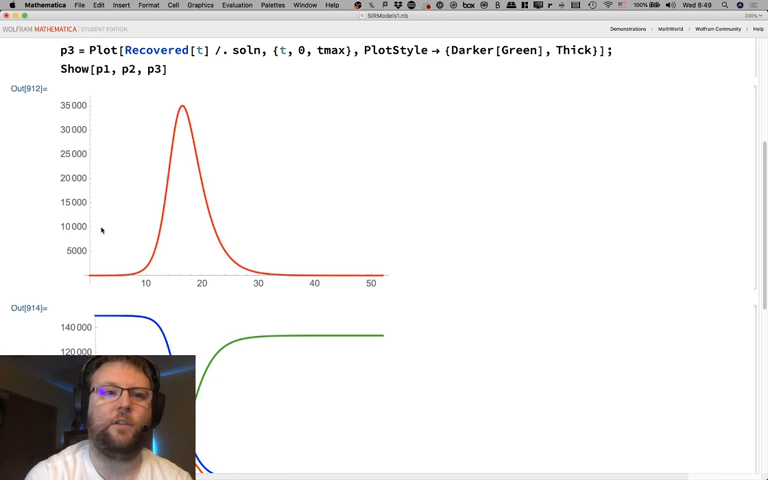 Mathematica File Edit Insert Format Cell Graphics Evaluation Palettes Window Help box 100% Wed 8:49
SIRModels1.nb
200%
WOLFRAM MATHEMATICA STUDENT EDITION Demonstrations MathWorld Wolfram Community Help
p3 = Plot[Recovered[t] /. soln, {t, 0, tmax}, PlotStyle → {Darker[Green], Thick}];
Show[p1, p2, p3]
Out[912]=
35 000
30 000
25 000
20 000
15 000
10 000
5000
10 20 30 40 50
Out[914]=
140 000
120 000